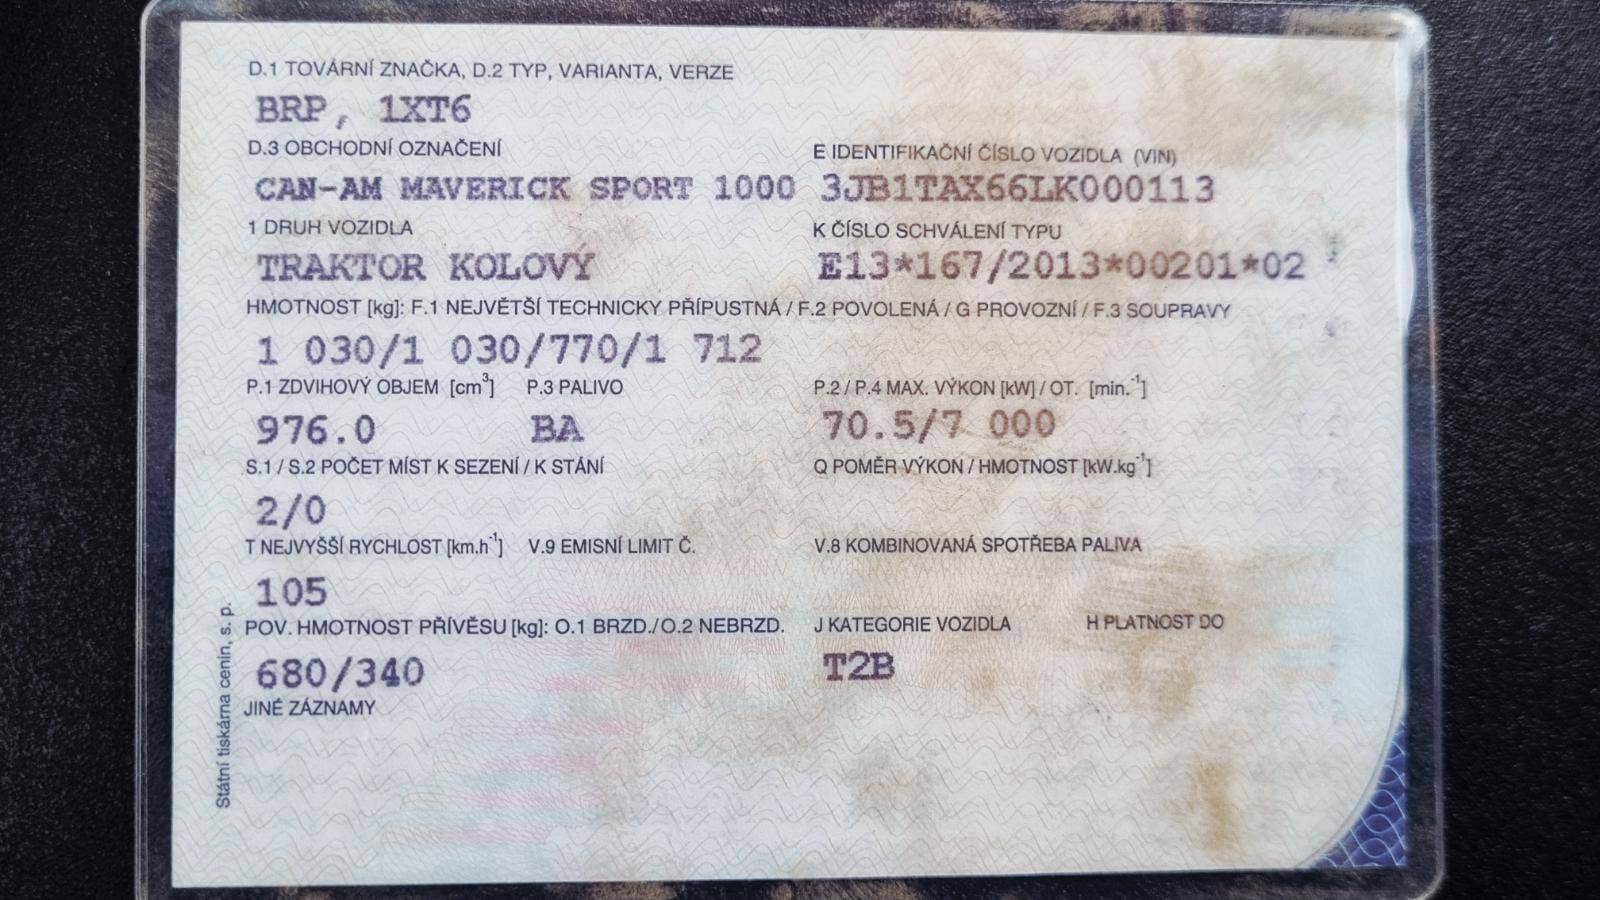 D.1 TOVÁRNÍ ZNAČKA, D.2 TYP, VARIANTA, VERZE
BRP, 1XT6
D.3 OBCHODNÍ OZNAČENÍ E IDENTIFIKAČNÍ ČÍSLO VOZIDLA (VIN)
CAN-AM MAVERICK SPORT 1000 3JB1TAX66LK000113
1 DRUH VOZIDLA K ČÍSLO SCHVÁLENÍ TYPU
TRAKTOR KOLOVÝ E13*167/2013*00201*02
HMOTNOST [kg]: F.1 NEJVĚTŠÍ TECHNICKY PŘÍPUSTNÁ / F.2 POVOLENÁ / G PROVOZNÍ / F.3 SOUPRAVY
1 030/1 030/770/1 712
P.1 ZDVIHOVÝ OBJEM [cm³] P.3 PALIVO P.2 / P.4 MAX. VÝKON [kW] / OT. [min.⁻¹]
976.0 BA 70.5/7 000
S.1 / S.2 POČET MÍST K SEZENÍ / K STÁNÍ Q POMĚR VÝKON / HMOTNOST [kW.kg⁻¹]
2/0
T NEJVYŠŠÍ RYCHLOST [km.h⁻¹] V.9 EMISNÍ LIMIT Č. V.8 KOMBINOVANÁ SPOTŘEBA PALIVA
105
POV. HMOTNOST PŘÍVĚSU [kg]: O.1 BRZD./O.2 NEBRZD. J KATEGORIE VOZIDLA H PLATNOST DO
680/340 T2B
JINÉ ZÁZNAMY
Státní tiskárna cenin, s. p.